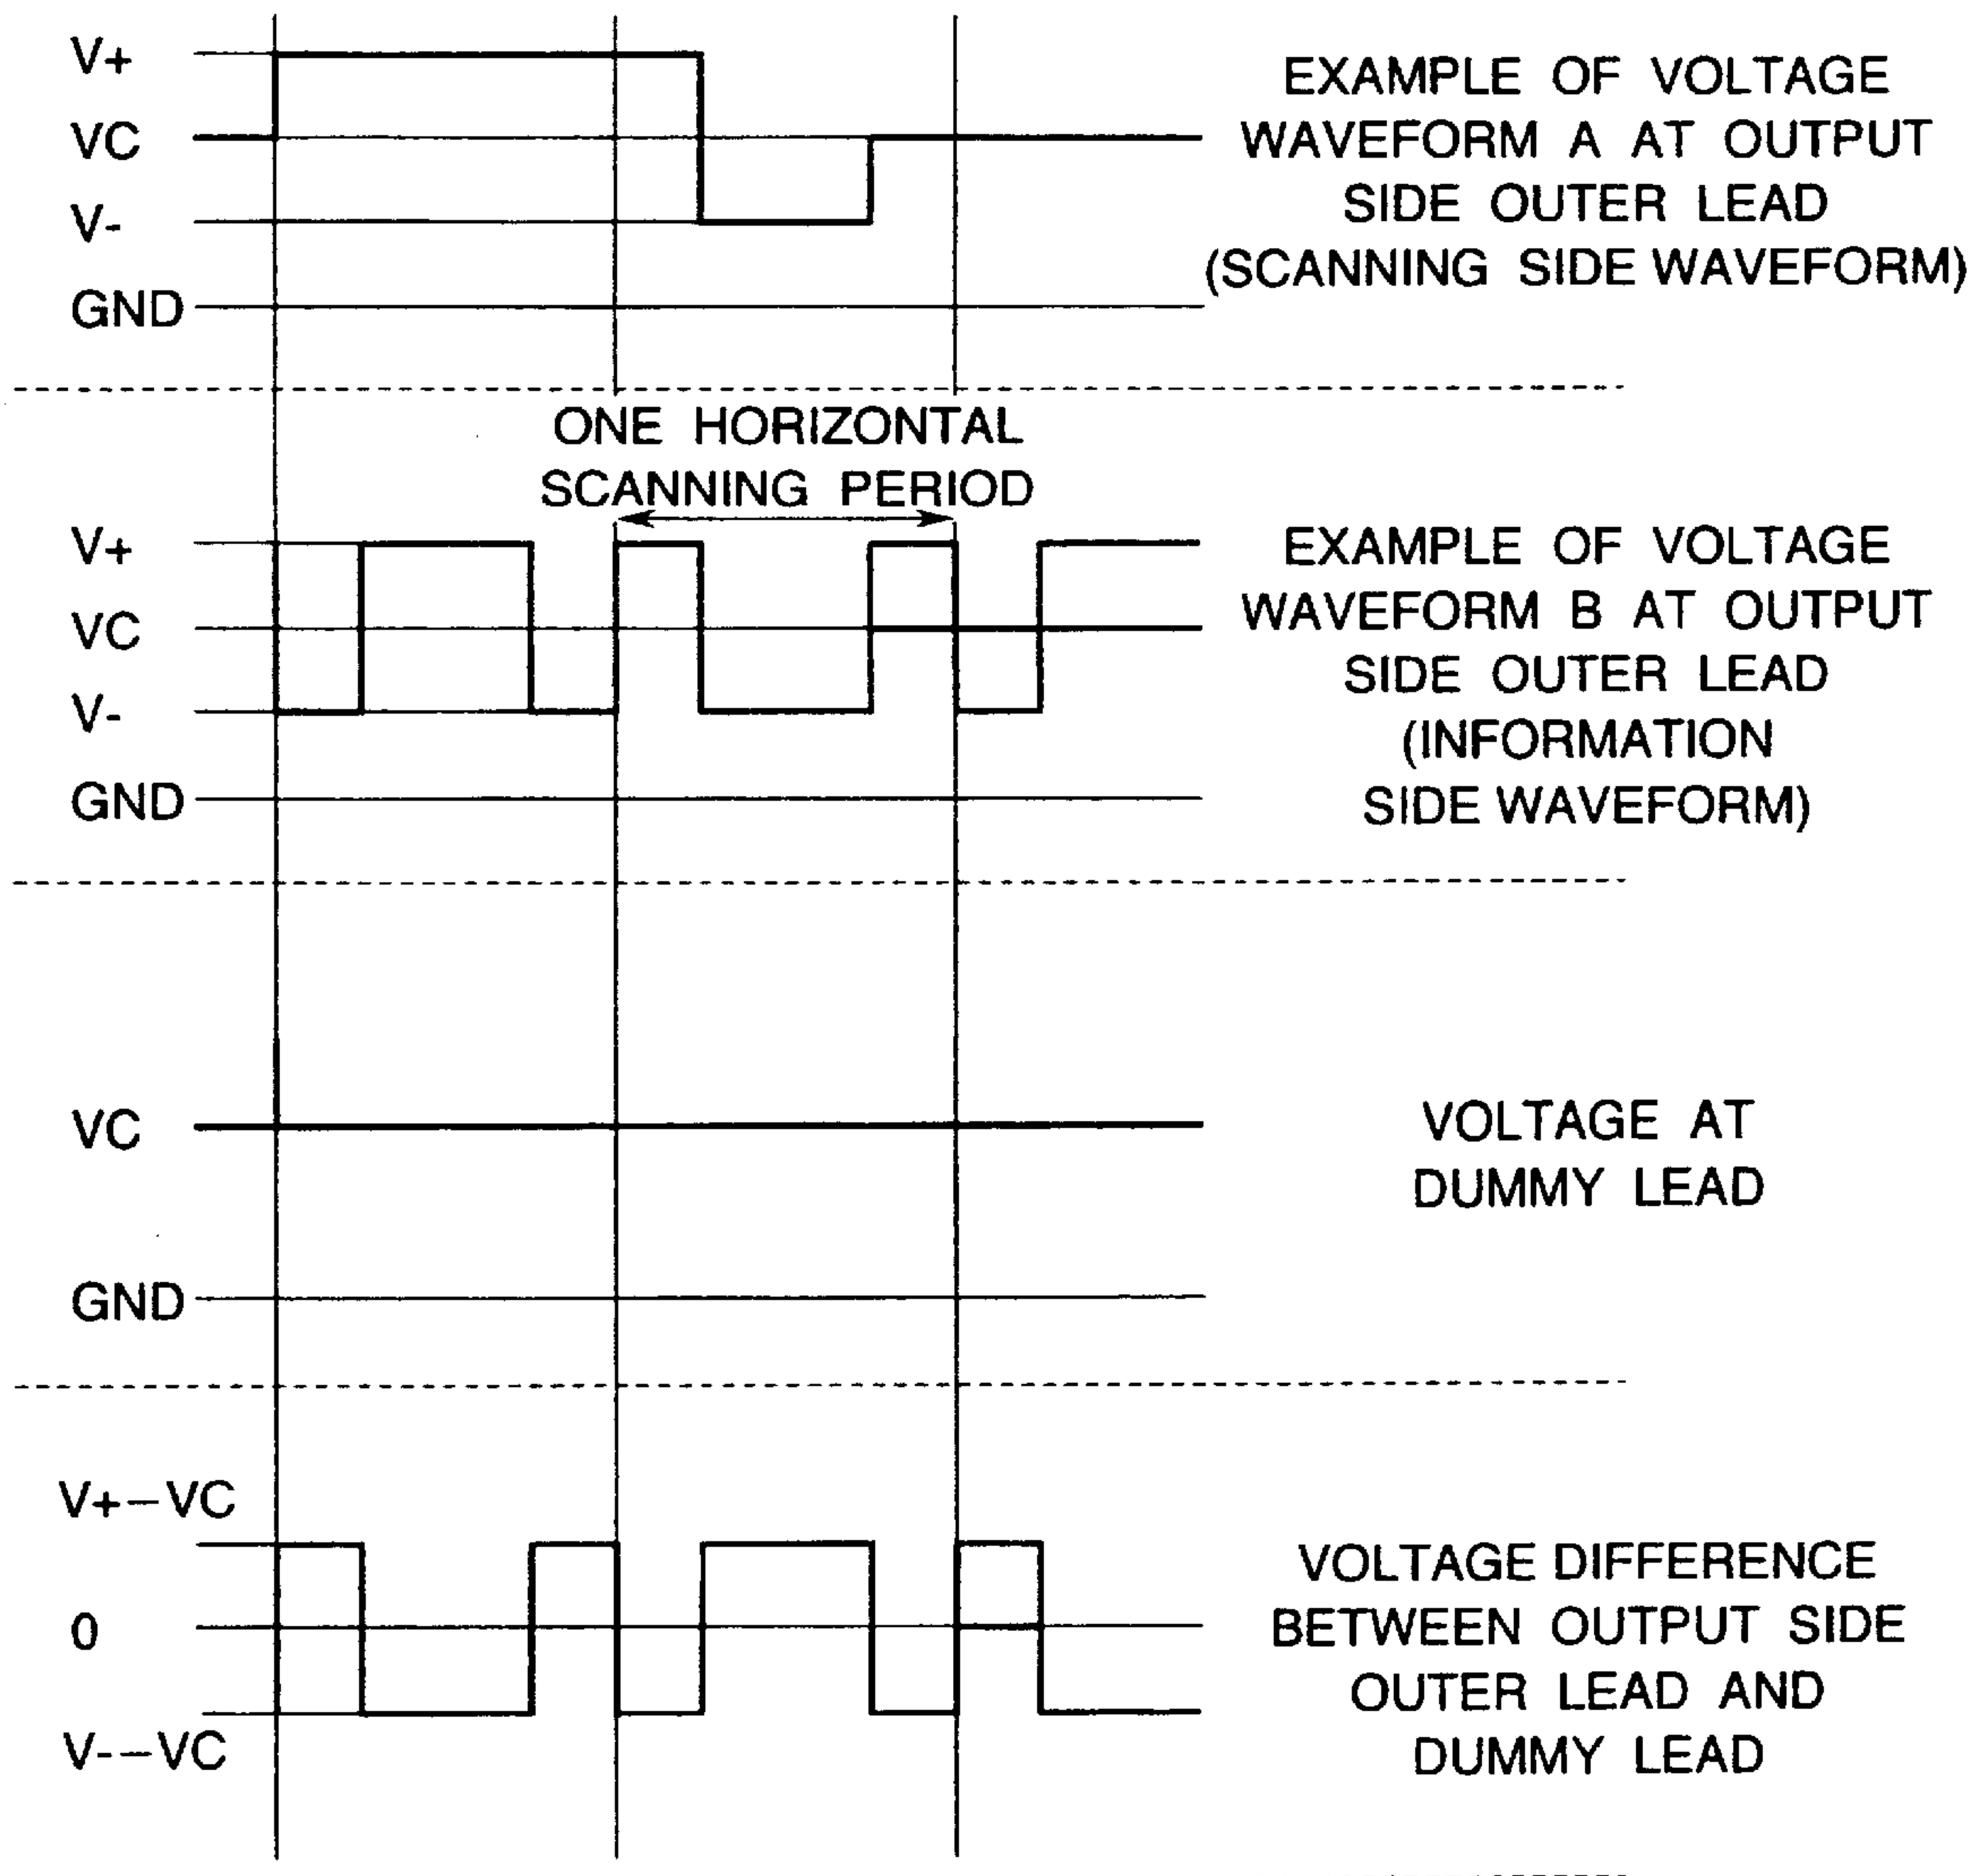 V+
VC
V-
GND
EXAMPLE OF VOLTAGE
WAVEFORM A AT OUTPUT
SIDE OUTER LEAD
(SCANNING SIDE WAVEFORM)
ONE HORIZONTAL
SCANNING PERIOD
V+
VC
V-
GND
EXAMPLE OF VOLTAGE
WAVEFORM B AT OUTPUT
SIDE OUTER LEAD
(INFORMATION
SIDE WAVEFORM)
VC
GND
VOLTAGE AT
DUMMY LEAD
V+−VC
0
V-−VC
VOLTAGE DIFFERENCE
BETWEEN OUTPUT SIDE
OUTER LEAD AND
DUMMY LEAD